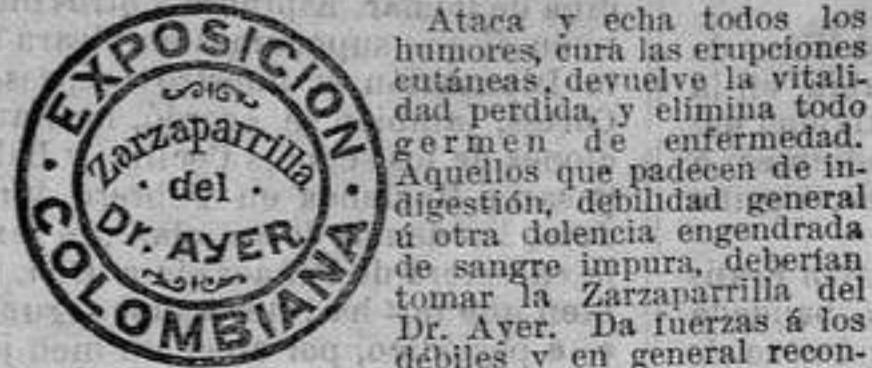 EXPOSICION
COLOMBIANA
Zarzaparrilla
del
Dr. AYER
Ataca y echa todos los
humores, cura las erupciones
cutáneas, devuelve la vitali-
dad perdida, y elimina todo
germen de enfermedad.
Aquellos que padecen de in-
digestión, debilidad general
ú otra dolencia engendrada
de sangre impura, deberían
tomar la Zarzaparrilla del
Dr. Ayer. Da fuerzas á los
débiles y en general recon-